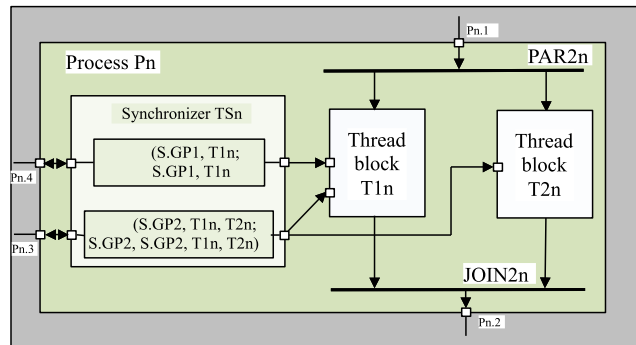 Pn.1
Process Pn
PAR2n
Synchronizer TSn
(S.GP1, T1n;
S.GP1, T1n
Thread
block
T1n
Thread
block
T2n
Pn.4
(S.GP2, T1n, T2n;
S.GP2, S.GP2, T1n, T2n)
Pn.3
JOIN2n
Pn.2